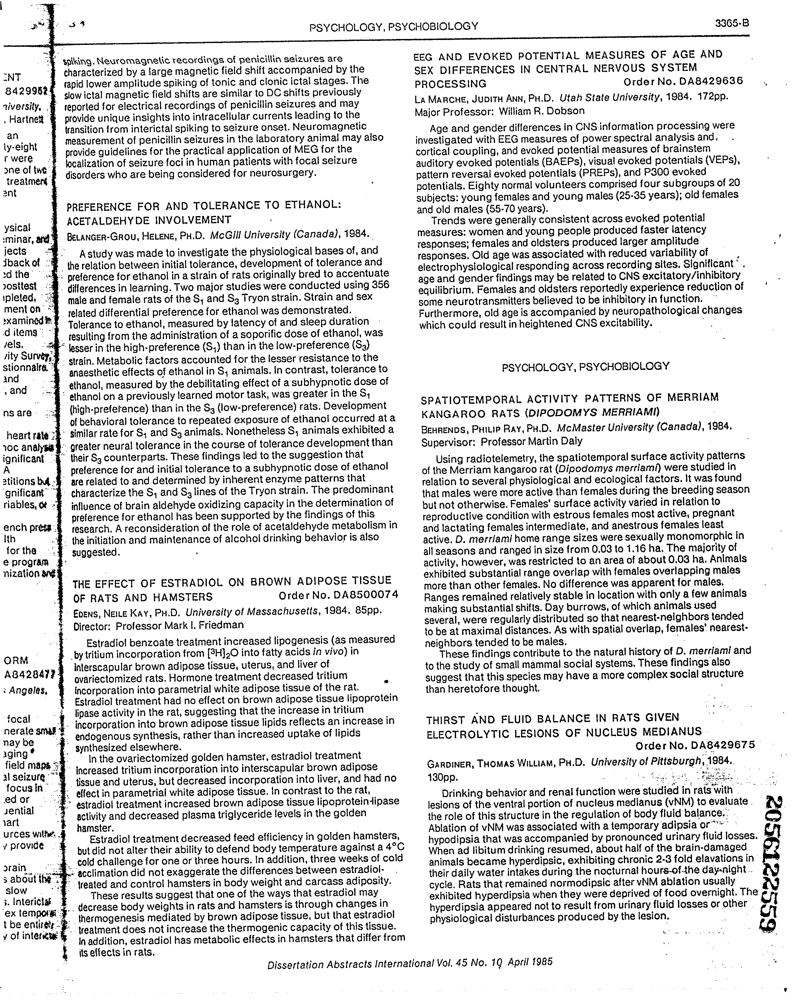 PSYCHOLOGY, PSYCHOBIOLOGY
3365-B
ENT
8429952
niversity,
. Hartnett
an
ly-eight
r were
one of two
treatment
ent
ysical
minar, and
jects
dback of
ed the
posttest
pleted,
ment on
examined
d items
vels.
ity Survey,
stionnaire.
and
, and
ns are
heart rate
hoc analysis
ignificant
A
etitions but
gnificant
riables, or
ench press
lth
for the
e program
nization and
ORM
A8428477
Angeles,
focal
nerate small
may be
aging
field maps
al seizure
focus in
ed or
uential
hart
urces
y provide
brain
s about the
slow
s. Interictal
ex temporal
t be entirely
y of interictal
spiking. Neuromagnetic recordings of penicillin seizures are
characterized by a large magnetic field shift accompanied by the
rapid lower amplitude spiking of tonic and clonic ictal stages. The
slow ictal magnetic field shifts are similar to DC shifts previously
reported for electrical recordings of penicillin seizures and may
provide unique insights into intracellular currents leading to the
transition from interictal spiking to seizure onset. Neuromagnetic
measurement of penicillin seizures in the laboratory animal may also
provide guidelines for the practical application of MEG for the
localization of seizure foci in human patients with focal seizure
disorders who are being considered for neurosurgery.
PREFERENCE FOR AND TOLERANCE TO ETHANOL:
ACETALDEHYDE INVOLVEMENT
BELANGER-GROU, HELENE, PH.D. McGill University (Canada), 1984.
A study was made to investigate the physiological bases of, and
the relation between initial tolerance, development of tolerance and
preference for ethanol in a strain of rats originally bred to accentuate
differences in learning. Two major studies were conducted using 356
male and female rats of the S₁ and S₃ Tryon strain. Strain and sex
related differential preference for ethanol was demonstrated.
Tolerance to ethanol, measured by latency of and sleep duration
resulting from the administration of a soporific dose of ethanol, was
lesser in the high-preference (S₁) than in the low-preference (S₃)
strain. Metabolic factors accounted for the lesser resistance to the
anaesthetic effects of ethanol in S₁ animals. In contrast, tolerance to
ethanol, measured by the debilitating effect of a subhypnotic dose of
ethanol on a previously learned motor task, was greater in the S₁
(high-preference) than in the S₃ (low-preference) rats. Development
of behavioral tolerance to repeated exposure of ethanol occurred at a
similar rate for S₁ and S₃ animals. Nonetheless S₁ animals exhibited a
greater neural tolerance in the course of tolerance development than
their S₃ counterparts. These findings led to the suggestion that
preference for and initial tolerance to a subhypnotic dose of ethanol
are related to and determined by inherent enzyme patterns that
characterize the S₁ and S₃ lines of the Tryon strain. The predominant
influence of brain aldehyde oxidizing capacity in the determination of
preference for ethanol has been supported by the findings of this
research. A reconsideration of the role of acetaldehyde metabolism in
the initiation and maintenance of alcohol drinking behavior is also
suggested.
THE EFFECT OF ESTRADIOL ON BROWN ADIPOSE TISSUE
OF RATS AND HAMSTERS Order No. DA8500074
EDENS, NEILE KAY, PH.D. University of Massachusetts, 1984. 85pp.
Director: Professor Mark I. Friedman
Estradiol benzoate treatment increased lipogenesis (as measured
by tritium incorporation from [³H]₂O into fatty acids in vivo) in
interscapular brown adipose tissue, uterus, and liver of
ovariectomized rats. Hormone treatment decreased tritium
incorporation into parametrial white adipose tissue of the rat.
Estradiol treatment had no effect on brown adipose tissue lipoprotein
lipase activity in the rat, suggesting that the increase in tritium
incorporation into brown adipose tissue lipids reflects an increase in
endogenous synthesis, rather than increased uptake of lipids
synthesized elsewhere.
In the ovariectomized golden hamster, estradiol treatment
increased tritium incorporation into interscapular brown adipose
tissue and uterus, but decreased incorporation into liver, and had no
effect in parametrial white adipose tissue. In contrast to the rat,
estradiol treatment increased brown adipose tissue lipoprotein lipase
activity and decreased plasma triglyceride levels in the golden
hamster.
Estradiol treatment decreased feed efficiency in golden hamsters,
but did not alter their ability to defend body temperature against a 4°C
cold challenge for one or three hours. In addition, three weeks of cold
acclimation did not exaggerate the differences between estradiol-
treated and control hamsters in body weight and carcass adiposity.
These results suggest that one of the ways that estradiol may
decrease body weights in rats and hamsters is through changes in
thermogenesis mediated by brown adipose tissue, but that estradiol
treatment does not increase the thermogenic capacity of this tissue.
In addition, estradiol has metabolic effects in hamsters that differ from
its effects in rats.
EEG AND EVOKED POTENTIAL MEASURES OF AGE AND
SEX DIFFERENCES IN CENTRAL NERVOUS SYSTEM
PROCESSING Order No. DA8429636
LA MARCHE, JUDITH ANN, PH.D. Utah State University, 1984. 172pp.
Major Professor: William R. Dobson
Age and gender differences in CNS information processing were
investigated with EEG measures of power spectral analysis and
cortical coupling, and evoked potential measures of brainstem
auditory evoked potentials (BAEPs), visual evoked potentials (VEPs),
pattern reversal evoked potentials (PREPs), and P300 evoked
potentials. Eighty normal volunteers comprised four subgroups of 20
subjects: young females and young males (25-35 years); old females
and old males (55-70 years).
Trends were generally consistent across evoked potential
measures: women and young people produced faster latency
responses; females and oldsters produced larger amplitude
responses. Old age was associated with reduced variability of
electrophysiological responding across recording sites. Significant
age and gender findings may be related to CNS excitatory/inhibitory
equilibrium. Females and oldsters reportedly experience reduction of
some neurotransmitters believed to be inhibitory in function.
Furthermore, old age is accompanied by neuropathological changes
which could result in heightened CNS excitability.
PSYCHOLOGY, PSYCHOBIOLOGY
SPATIOTEMPORAL ACTIVITY PATTERNS OF MERRIAM
KANGAROO RATS (DIPODOMYS MERRIAMI)
BEHRENDS, PHILIP RAY, PH.D. McMaster University (Canada), 1984.
Supervisor: Professor Martin Daly
Using radiotelemetry, the spatiotemporal surface activity patterns
of the Merriam kangaroo rat (Dipodomys merriami) were studied in
relation to several physiological and ecological factors. It was found
that males were more active than females during the breeding season
but not otherwise. Females' surface activity varied in relation to
reproductive condition with estrous females most active, pregnant
and lactating females intermediate, and anestrous females least
active. D. merriami home range sizes were sexually monomorphic in
all seasons and ranged in size from 0.03 to 1.16 ha. The majority of
activity, however, was restricted to an area of about 0.03 ha. Animals
exhibited substantial range overlap with females overlapping males
more than other females. No difference was apparent for males.
Ranges remained relatively stable in location with only a few animals
making substantial shifts. Day burrows, of which animals used
several, were regularly distributed so that nearest-neighbors tended
to be at maximal distances. As with spatial overlap, females' nearest-
neighbors tended to be males.
These findings contribute to the natural history of D. merriami and
to the study of small mammal social systems. These findings also
suggest that this species may have a more complex social structure
than heretofore thought.
THIRST AND FLUID BALANCE IN RATS GIVEN
ELECTROLYTIC LESIONS OF NUCLEUS MEDIANUS
Order No. DA8429675
GARDINER, THOMAS WILLIAM, PH.D. University of Pittsburgh, 1984.
130pp.
Drinking behavior and renal function were studied in rats with
lesions of the ventral portion of nucleus medianus (vNM) to evaluate
the role of this structure in the regulation of body fluid balance.
Ablation of vNM was associated with a temporary adipsia or
hypodipsia that was accompanied by pronounced urinary fluid losses.
When ad libitum drinking resumed, about half of the brain-damaged
animals became hyperdipsic, exhibiting chronic 2-3 fold elavations in
their daily water intakes during the nocturnal hours of the day-night
cycle. Rats that remained normodipsic after vNM ablation usually
exhibited hyperdipsia when they were deprived of food overnight. The
hyperdipsia appeared not to result from urinary fluid losses or other
physiological disturbances produced by the lesion.
2056122559
Dissertation Abstracts International Vol. 45 No. 10 April 1985